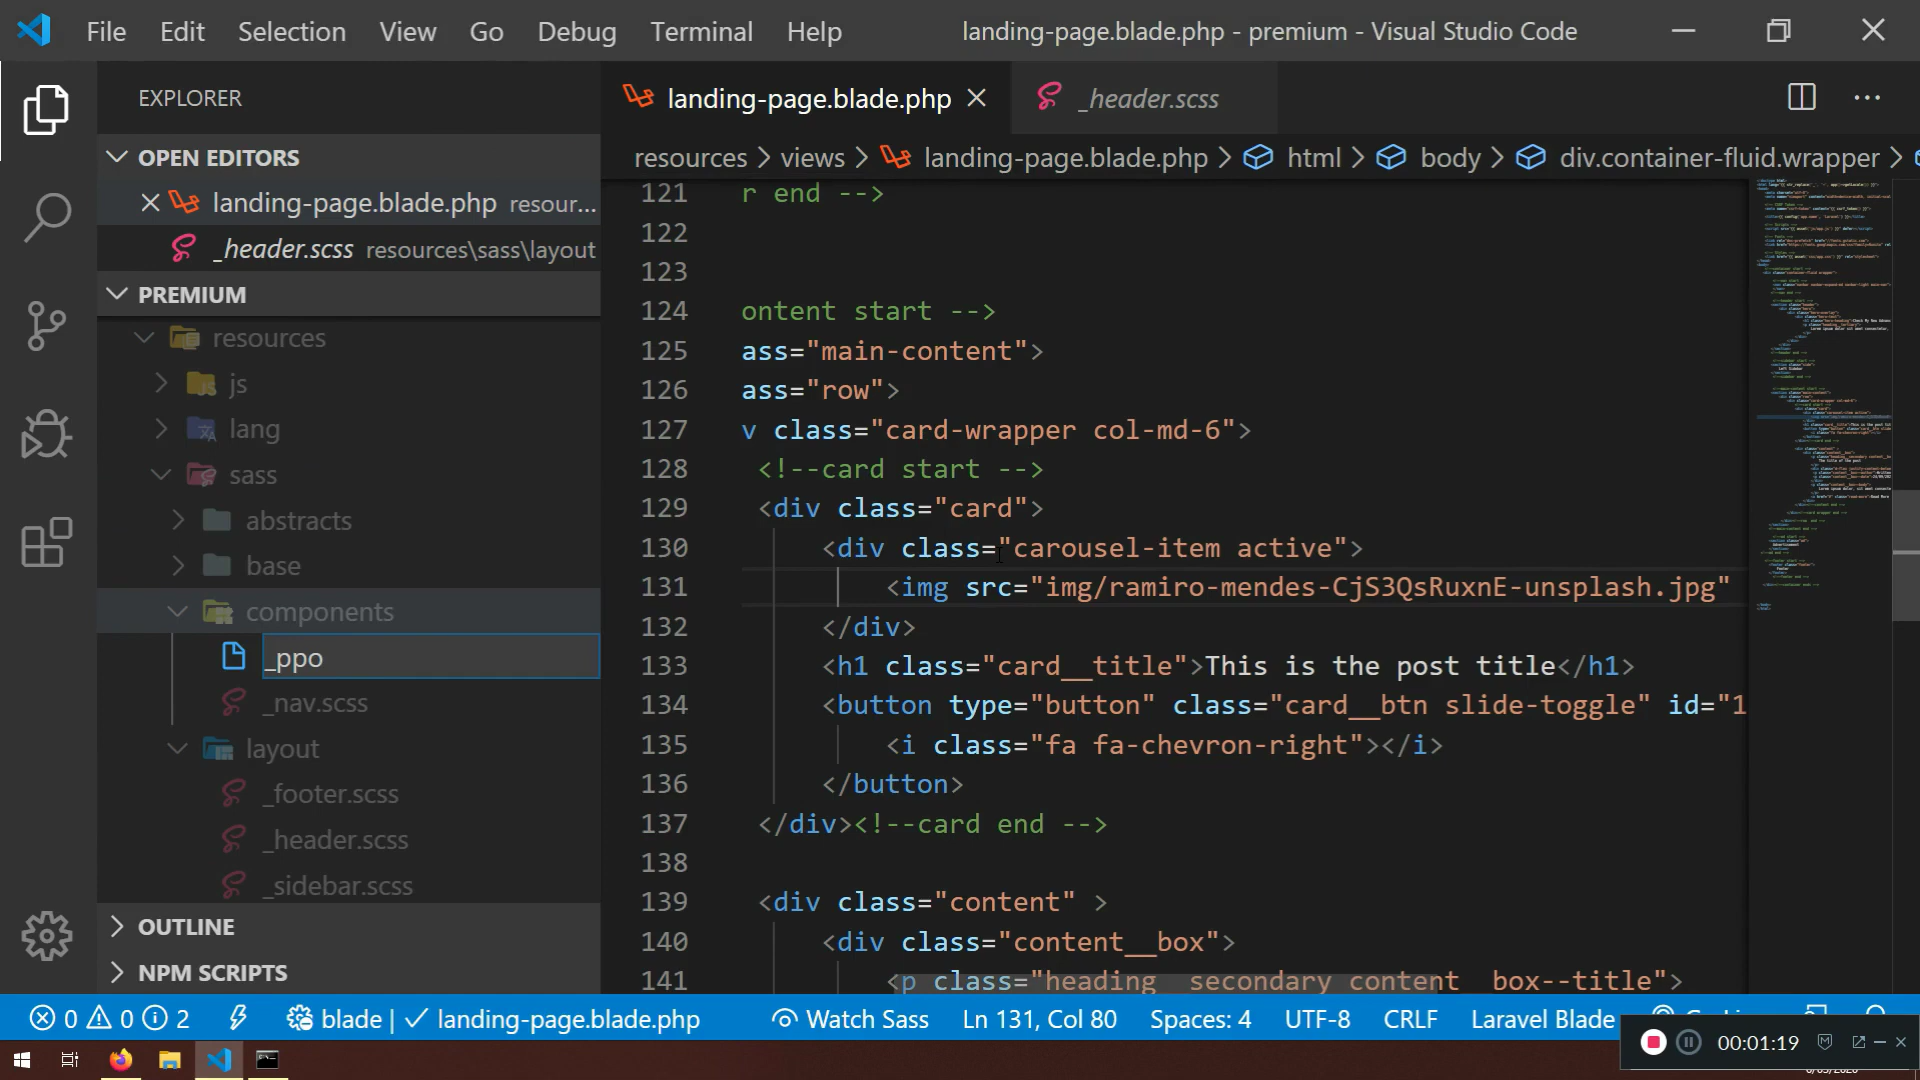 File Edit Selection View Go Debug Terminal Help landing-page.blade.php - premium - Visual Studio Code
EXPLORER
landing-page.blade.php
_header.scss
OPEN EDITORS
landing-page.blade.php resour...
_header.scss resources\sass\layout
PREMIUM
resources
js
lang
sass
abstracts
base
components
_ppo
_nav.scss
layout
_footer.scss
_header.scss
_sidebar.scss
OUTLINE
NPM SCRIPTS
resources > views > landing-page.blade.php > html > body > div.container-fluid.wrapper >
121 r end -->
122
123
124 ontent start -->
125 ass="main-content">
126 ass="row">
127 v class="card-wrapper col-md-6">
128 <!--card start -->
129 <div class="card">
130 <div class="carousel-item active">
131 <img src="img/ramiro-mendes-CjS3QsRuxnE-unsplash.jpg"
132 </div>
133 <h1 class="card__title">This is the post title</h1>
134 <button type="button" class="card__btn slide-toggle" id="1
135 <i class="fa fa-chevron-right"></i>
136 </button>
137 </div><!--card end -->
138
139 <div class="content" >
140 <div class="content__box">
141 <p class="heading__secondary content__box--title">
0 0 2 blade | landing-page.blade.php Watch Sass Ln 131, Col 80 Spaces: 4 UTF-8 CRLF Laravel Blade
00:01:19